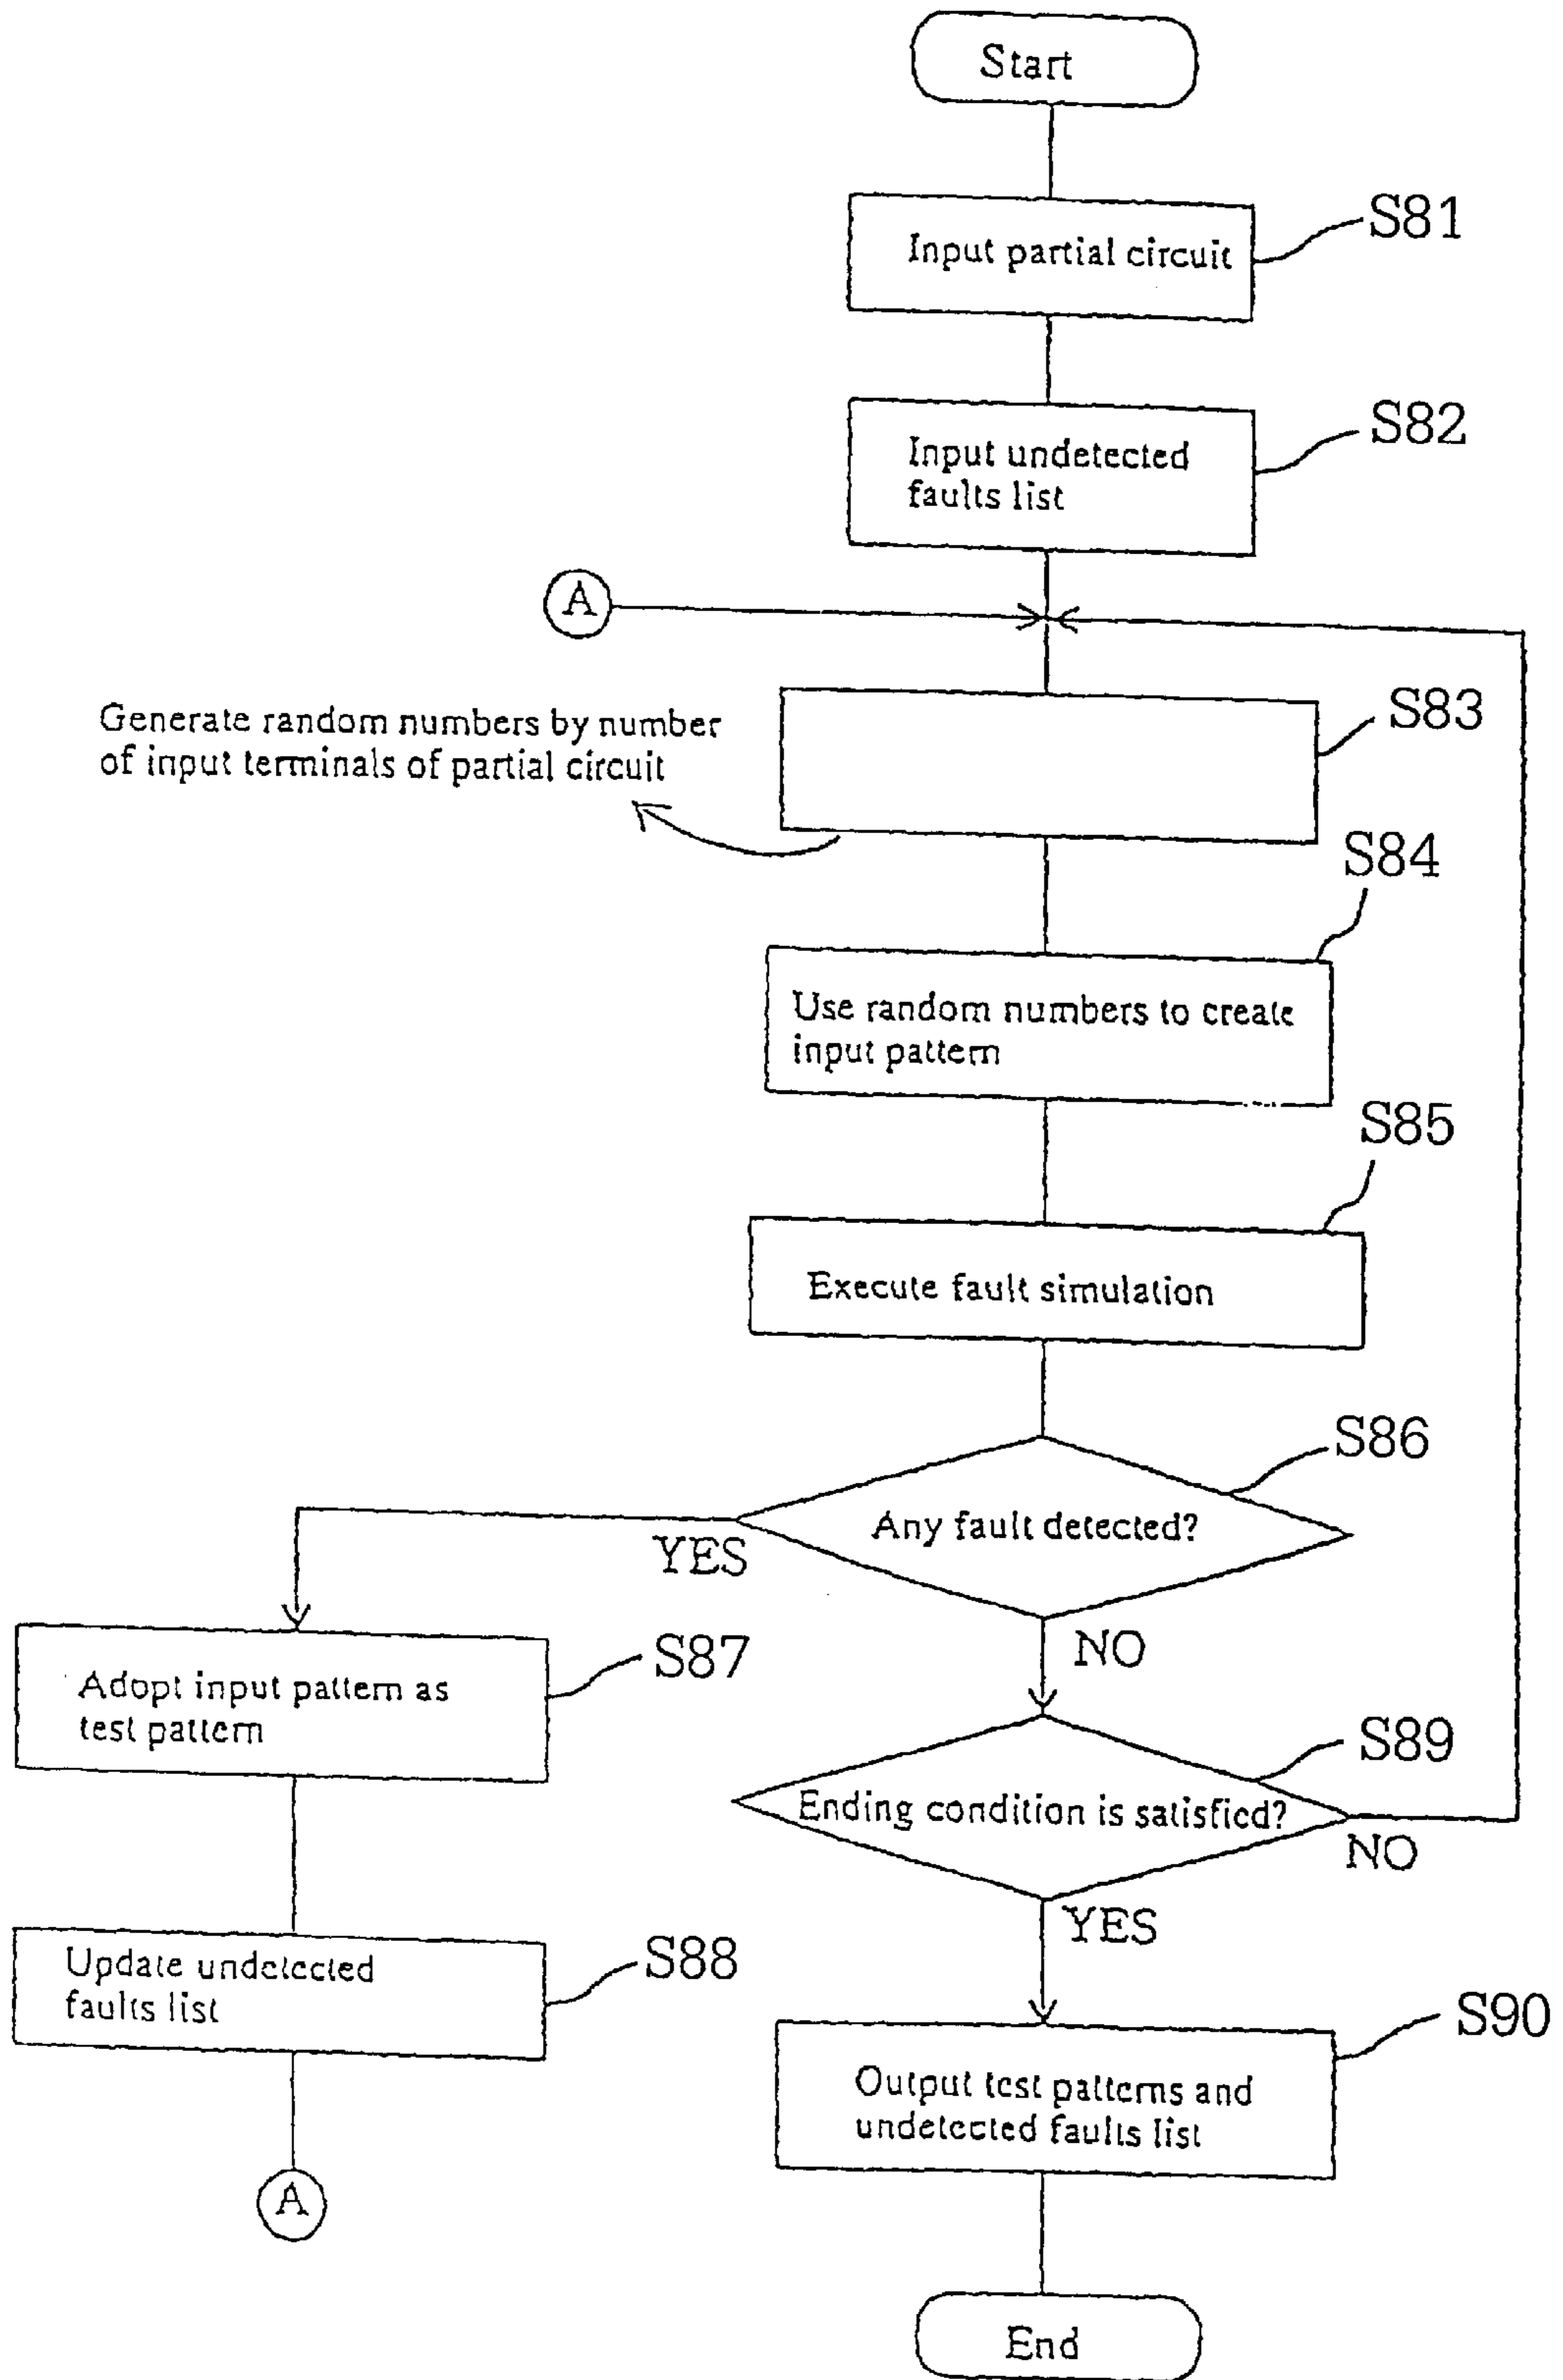 Start
Input partial circuit
S81
Input undetected
faults list
S82
A
Generate random numbers by number
of input terminals of partial circuit
S83
S84
Use random numbers to create
input pattern
S85
Execute fault simulation
S86
Any fault detected?
YES
NO
Adopt input pattern as
test pattern
S87
S89
Ending condition is satisfied?
NO
YES
Update undetected
faults list
S88
S90
Output test patterns and
undetected faults list
A
End